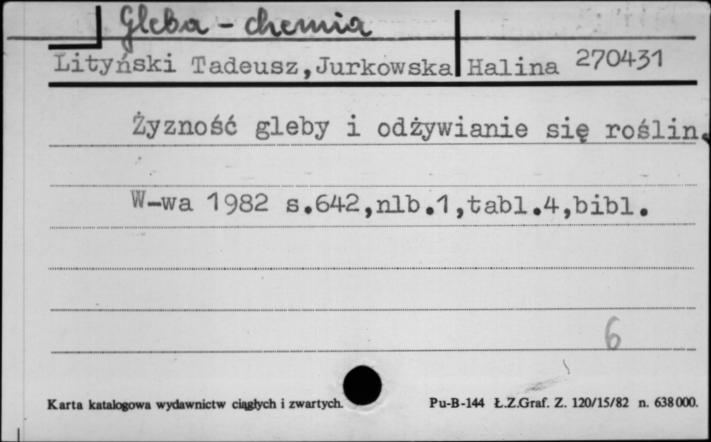 Gleba - chemia
Lityński Tadeusz,Jurkowska Halina 270431
Żyzność gleby i odżywianie się roślin.
W-wa 1982 s.642,nlb.1,tabl.4,bibl.
6
Karta katalogowa wydawnictw ciągłych i zwartych. Pu-B-144 Ł.Z.Graf. Z. 120/15/82 n. 638000.